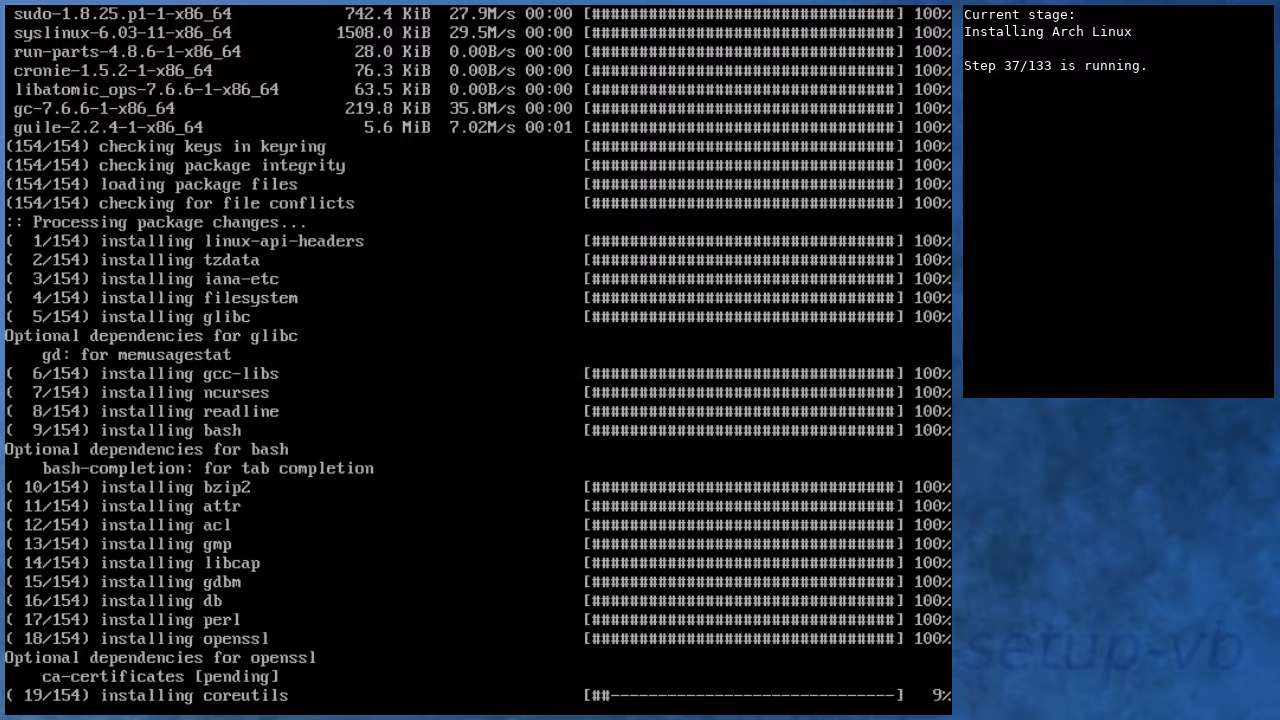 sudo-1.8.25.p1-1-x86_64 742.4 KiB 27.9M/s 00:00 [################################] 100%
syslinux-6.03-11-x86_64 1508.0 KiB 29.5M/s 00:00 [################################] 100%
run-parts-4.8.6-1-x86_64 28.0 KiB 0.00B/s 00:00 [################################] 100%
cronie-1.5.2-1-x86_64 76.3 KiB 0.00B/s 00:00 [################################] 100%
libatomic_ops-7.6.6-1-x86_64 63.5 KiB 0.00B/s 00:00 [################################] 100%
gc-7.6.6-1-x86_64 219.8 KiB 35.8M/s 00:00 [################################] 100%
guile-2.2.4-1-x86_64 5.6 MiB 7.02M/s 00:01 [################################] 100%
(154/154) checking keys in keyring [################################] 100%
(154/154) checking package integrity [################################] 100%
(154/154) loading package files [################################] 100%
(154/154) checking for file conflicts [################################] 100%
:: Processing package changes...
( 1/154) installing linux-api-headers [################################] 100%
( 2/154) installing tzdata [################################] 100%
( 3/154) installing iana-etc [################################] 100%
( 4/154) installing filesystem [################################] 100%
( 5/154) installing glibc [################################] 100%
Optional dependencies for glibc
gd: for memusagestat
( 6/154) installing gcc-libs [################################] 100%
( 7/154) installing ncurses [################################] 100%
( 8/154) installing readline [################################] 100%
( 9/154) installing bash [################################] 100%
Optional dependencies for bash
bash-completion: for tab completion
( 10/154) installing bzip2 [################################] 100%
( 11/154) installing attr [################################] 100%
( 12/154) installing acl [################################] 100%
( 13/154) installing gmp [################################] 100%
( 14/154) installing libcap [################################] 100%
( 15/154) installing gdbm [################################] 100%
( 16/154) installing db [################################] 100%
( 17/154) installing perl [################################] 100%
( 18/154) installing openssl [################################] 100%
Optional dependencies for openssl
ca-certificates [pending]
( 19/154) installing coreutils [##------------------------------] 9%
Current stage:
Installing Arch Linux
Step 37/133 is running.
setup-vb